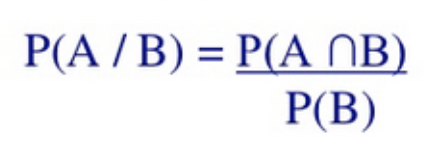 P(A / B) = P(A ∩B)
P(B)